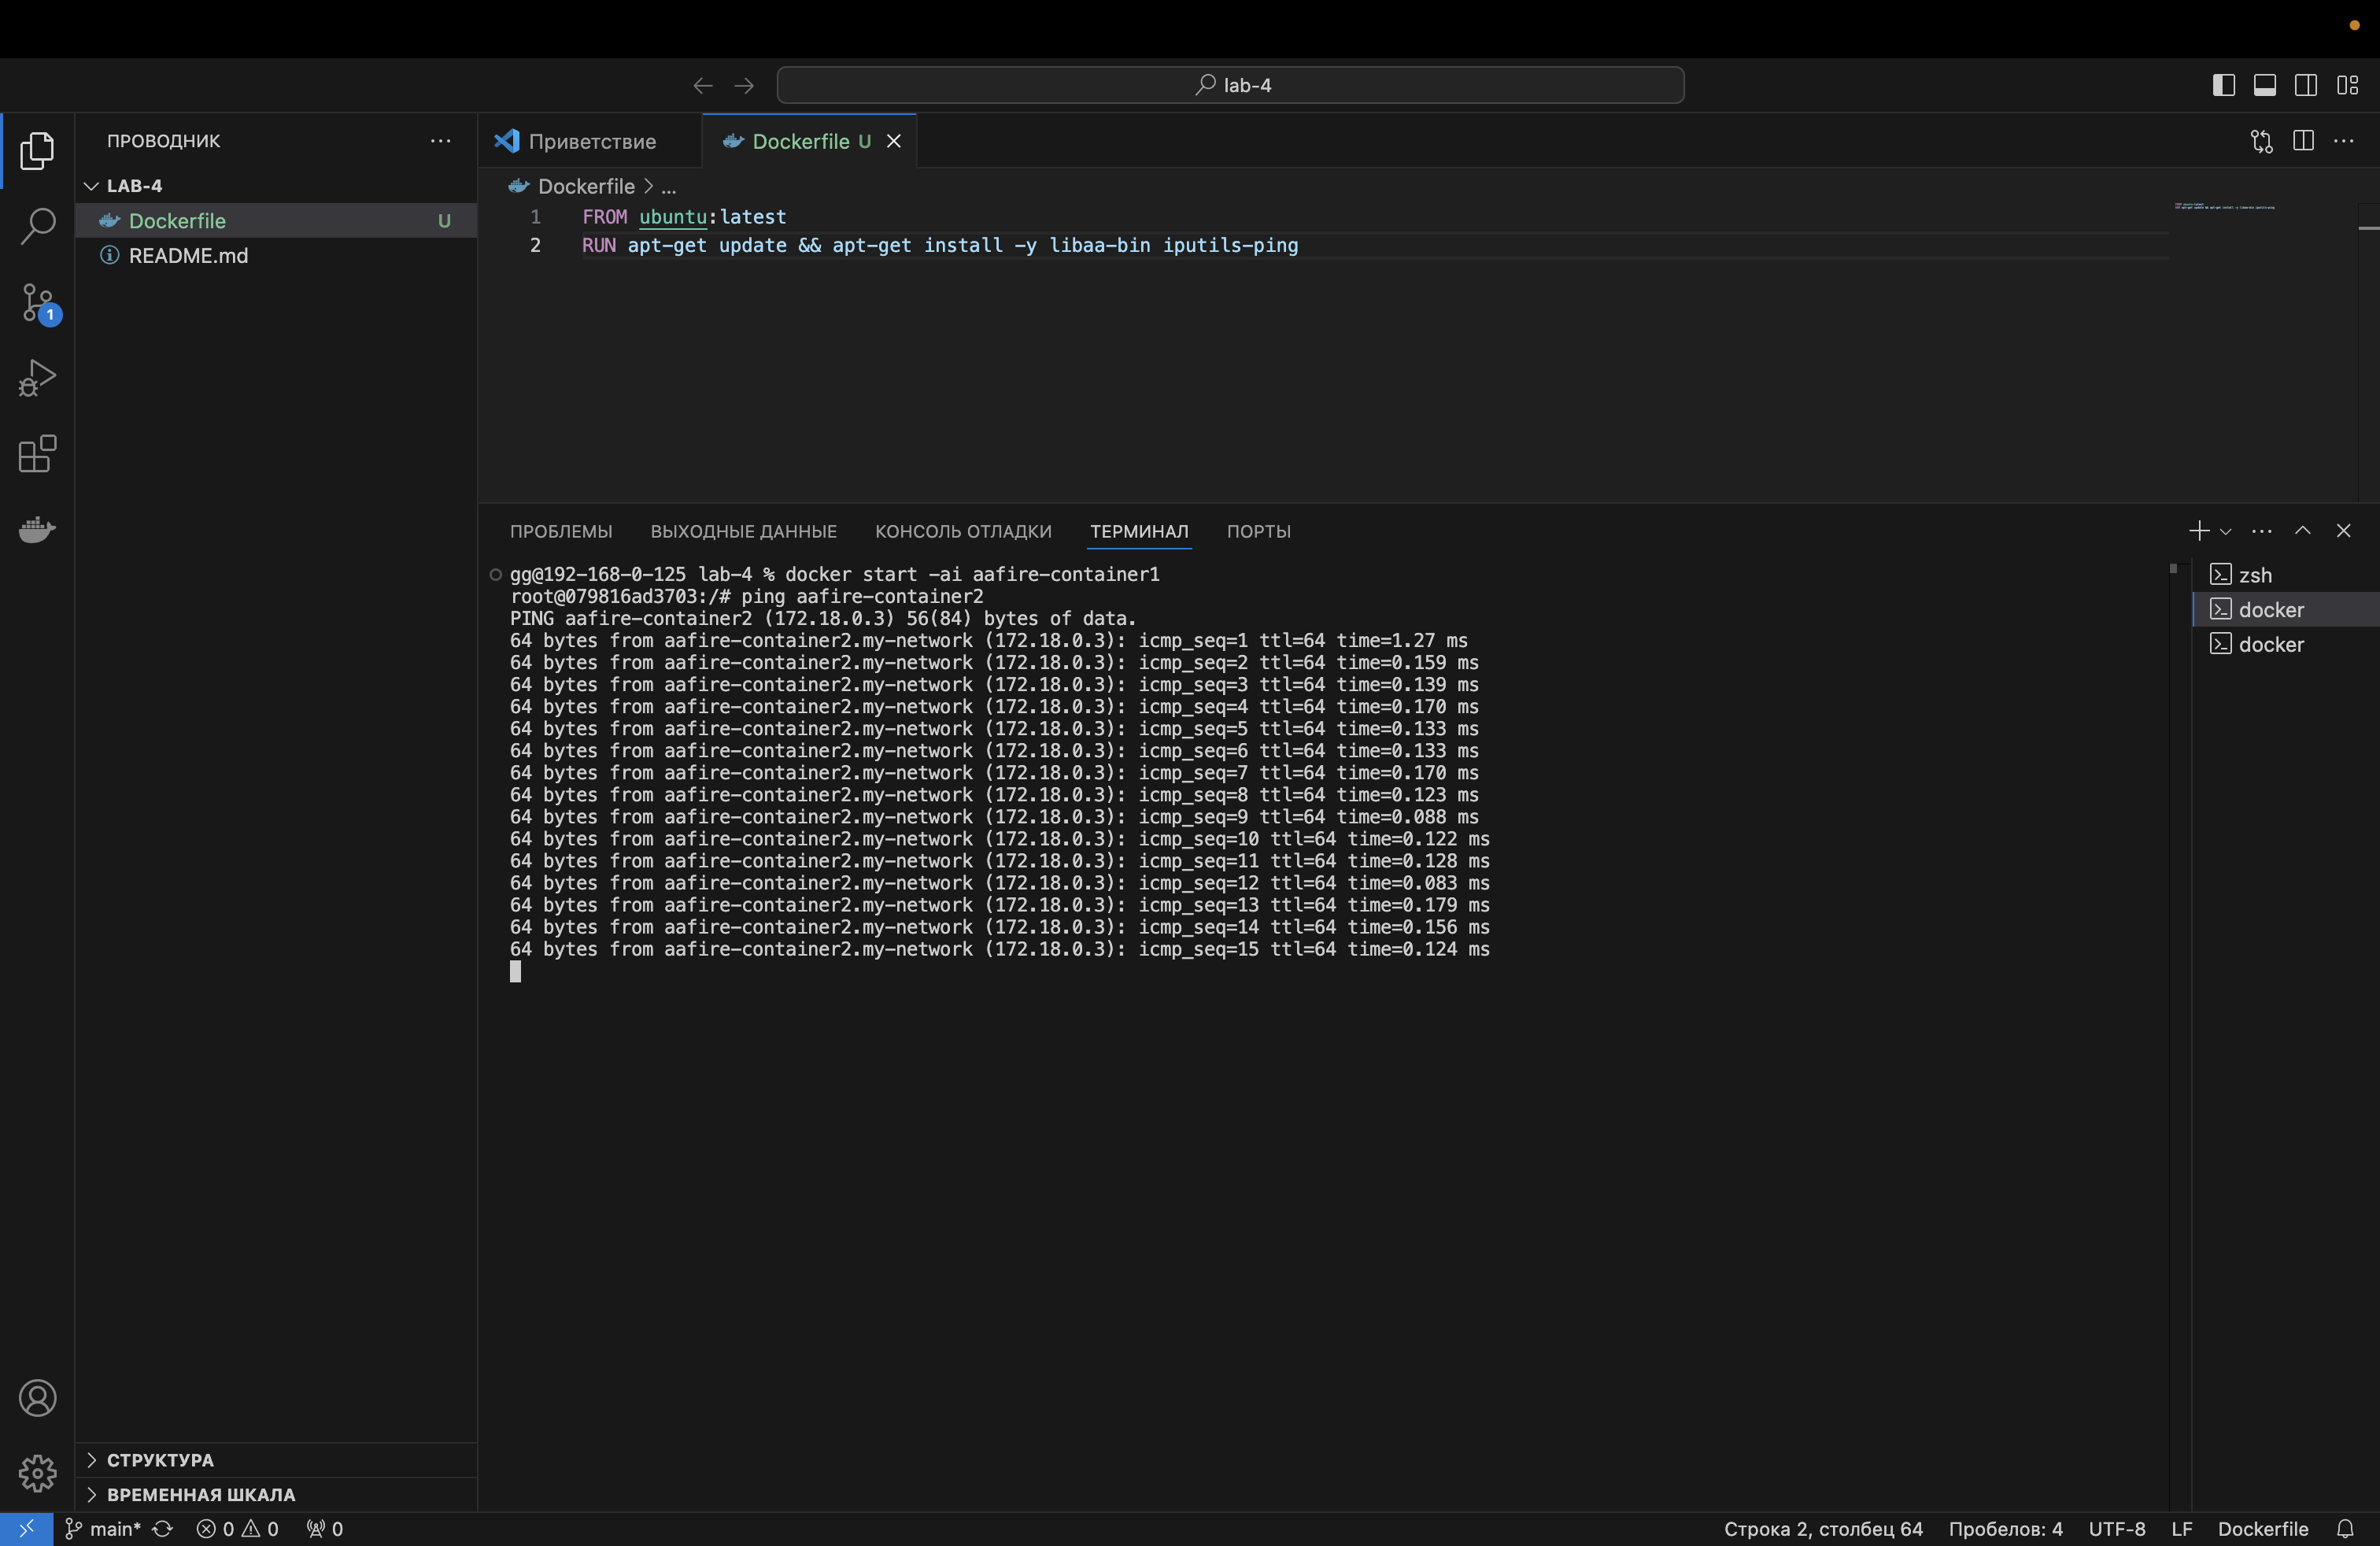 lab-4
ПРОВОДНИК
LAB-4
Dockerfile U
README.md
1
Приветствие
Dockerfile U
Dockerfile > ...
1 FROM ubuntu:latest
2 RUN apt-get update && apt-get install -y libaa-bin iputils-ping
ПРОБЛЕМЫ ВЫХОДНЫЕ ДАННЫЕ КОНСОЛЬ ОТЛАДКИ ТЕРМИНАЛ ПОРТЫ
gg@192-168-0-125 lab-4 % docker start -ai aafire-container1
root@079816ad3703:/# ping aafire-container2
PING aafire-container2 (172.18.0.3) 56(84) bytes of data.
64 bytes from aafire-container2.my-network (172.18.0.3): icmp_seq=1 ttl=64 time=1.27 ms
64 bytes from aafire-container2.my-network (172.18.0.3): icmp_seq=2 ttl=64 time=0.159 ms
64 bytes from aafire-container2.my-network (172.18.0.3): icmp_seq=3 ttl=64 time=0.139 ms
64 bytes from aafire-container2.my-network (172.18.0.3): icmp_seq=4 ttl=64 time=0.170 ms
64 bytes from aafire-container2.my-network (172.18.0.3): icmp_seq=5 ttl=64 time=0.133 ms
64 bytes from aafire-container2.my-network (172.18.0.3): icmp_seq=6 ttl=64 time=0.133 ms
64 bytes from aafire-container2.my-network (172.18.0.3): icmp_seq=7 ttl=64 time=0.170 ms
64 bytes from aafire-container2.my-network (172.18.0.3): icmp_seq=8 ttl=64 time=0.123 ms
64 bytes from aafire-container2.my-network (172.18.0.3): icmp_seq=9 ttl=64 time=0.088 ms
64 bytes from aafire-container2.my-network (172.18.0.3): icmp_seq=10 ttl=64 time=0.122 ms
64 bytes from aafire-container2.my-network (172.18.0.3): icmp_seq=11 ttl=64 time=0.128 ms
64 bytes from aafire-container2.my-network (172.18.0.3): icmp_seq=12 ttl=64 time=0.083 ms
64 bytes from aafire-container2.my-network (172.18.0.3): icmp_seq=13 ttl=64 time=0.179 ms
64 bytes from aafire-container2.my-network (172.18.0.3): icmp_seq=14 ttl=64 time=0.156 ms
64 bytes from aafire-container2.my-network (172.18.0.3): icmp_seq=15 ttl=64 time=0.124 ms
zsh
docker
docker
СТРУКТУРА
ВРЕМЕННАЯ ШКАЛА
main* 0 0 0 Строка 2, столбец 64 Пробелов: 4 UTF-8 LF Dockerfile